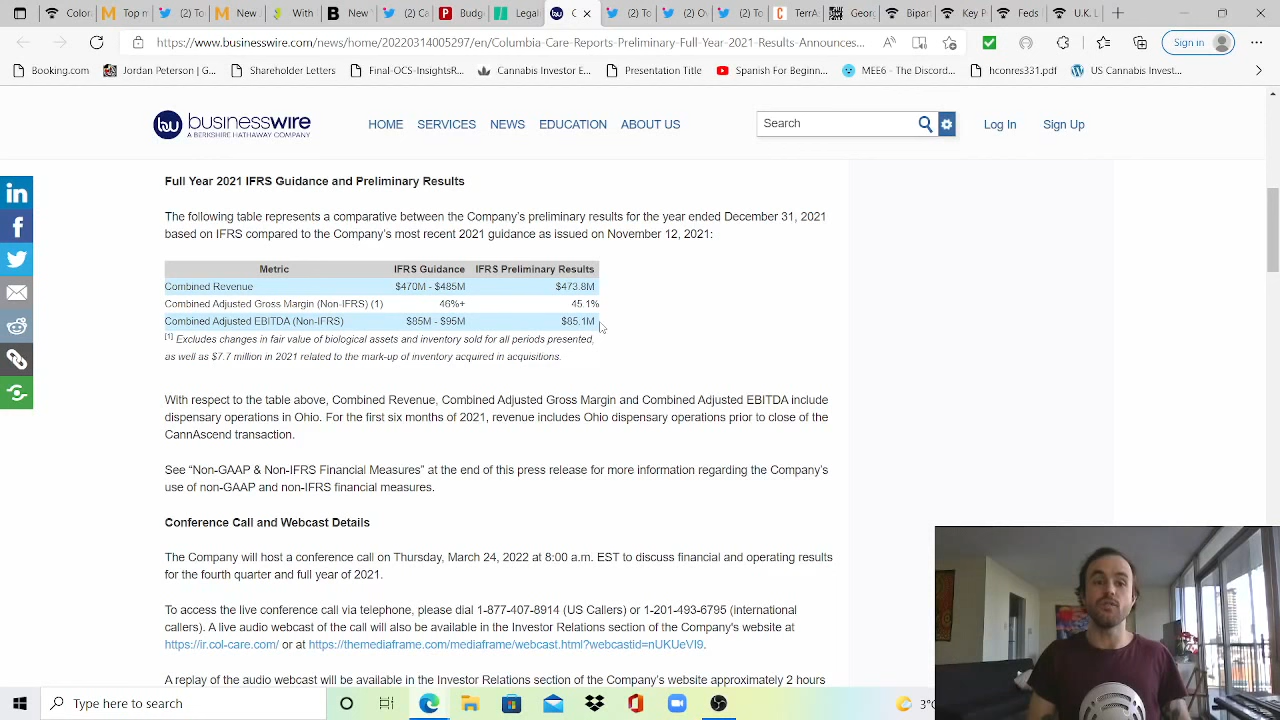 Color
Top
(2) To
New
With
New
(2) Ca
Budg
Legal
C
(2) To
(2) O
(2) To
TerrA
Geor
Bipar
Key P
Feds
U.K. L
https://www.businesswire.com/news/home/20220314005297/en/Columbia-Care-Reports-Preliminary-Full-Year-2021-Results-Announces...
Sign in
Booking.com
Jordan Peterson | G...
Shareholder Letters
Final-OCS-InsightsR...
Cannabis Investor E...
Presentation Title
Spanish For Beginn...
MEE6 - The Discord...
hconres331.pdf
US Cannabis Invest...
bw businesswire
A BERKSHIRE HATHAWAY COMPANY
HOME SERVICES NEWS EDUCATION ABOUT US
Search
Log In Sign Up
Full Year 2021 IFRS Guidance and Preliminary Results
The following table represents a comparative between the Company's preliminary results for the year ended December 31, 2021
based on IFRS compared to the Company's most recent 2021 guidance as issued on November 12, 2021:
Metric IFRS Guidance IFRS Preliminary Results
Combined Revenue $470M - $485M $473.8M
Combined Adjusted Gross Margin (Non-IFRS) (1) 46%+ 45.1%
Combined Adjusted EBITDA (Non-IFRS) $85M - $95M $85.1M
[1] Excludes changes in fair value of biological assets and inventory sold for all periods presented,
as well as $7.7 million in 2021 related to the mark-up of inventory acquired in acquisitions.
With respect to the table above, Combined Revenue, Combined Adjusted Gross Margin and Combined Adjusted EBITDA include
dispensary operations in Ohio. For the first six months of 2021, revenue includes Ohio dispensary operations prior to close of the
CannAscend transaction.
See “Non-GAAP & Non-IFRS Financial Measures” at the end of this press release for more information regarding the Company's
use of non-GAAP and non-IFRS financial measures.
Conference Call and Webcast Details
The Company will host a conference call on Thursday, March 24, 2022 at 8:00 a.m. EST to discuss financial and operating results
for the fourth quarter and full year of 2021.
To access the live conference call via telephone, please dial 1-877-407-8914 (US Callers) or 1-201-493-6795 (international
callers). A live audio webcast of the call will also be available in the Investor Relations section of the Company's website at
https://ir.col-care.com/ or at https://themediaframe.com/mediaframe/webcast.html?webcastid=nUKUeVI9.
A replay of the audio webcast will be available in the Investor Relations section of the Company's website approximately 2 hours
Type here to search
3°